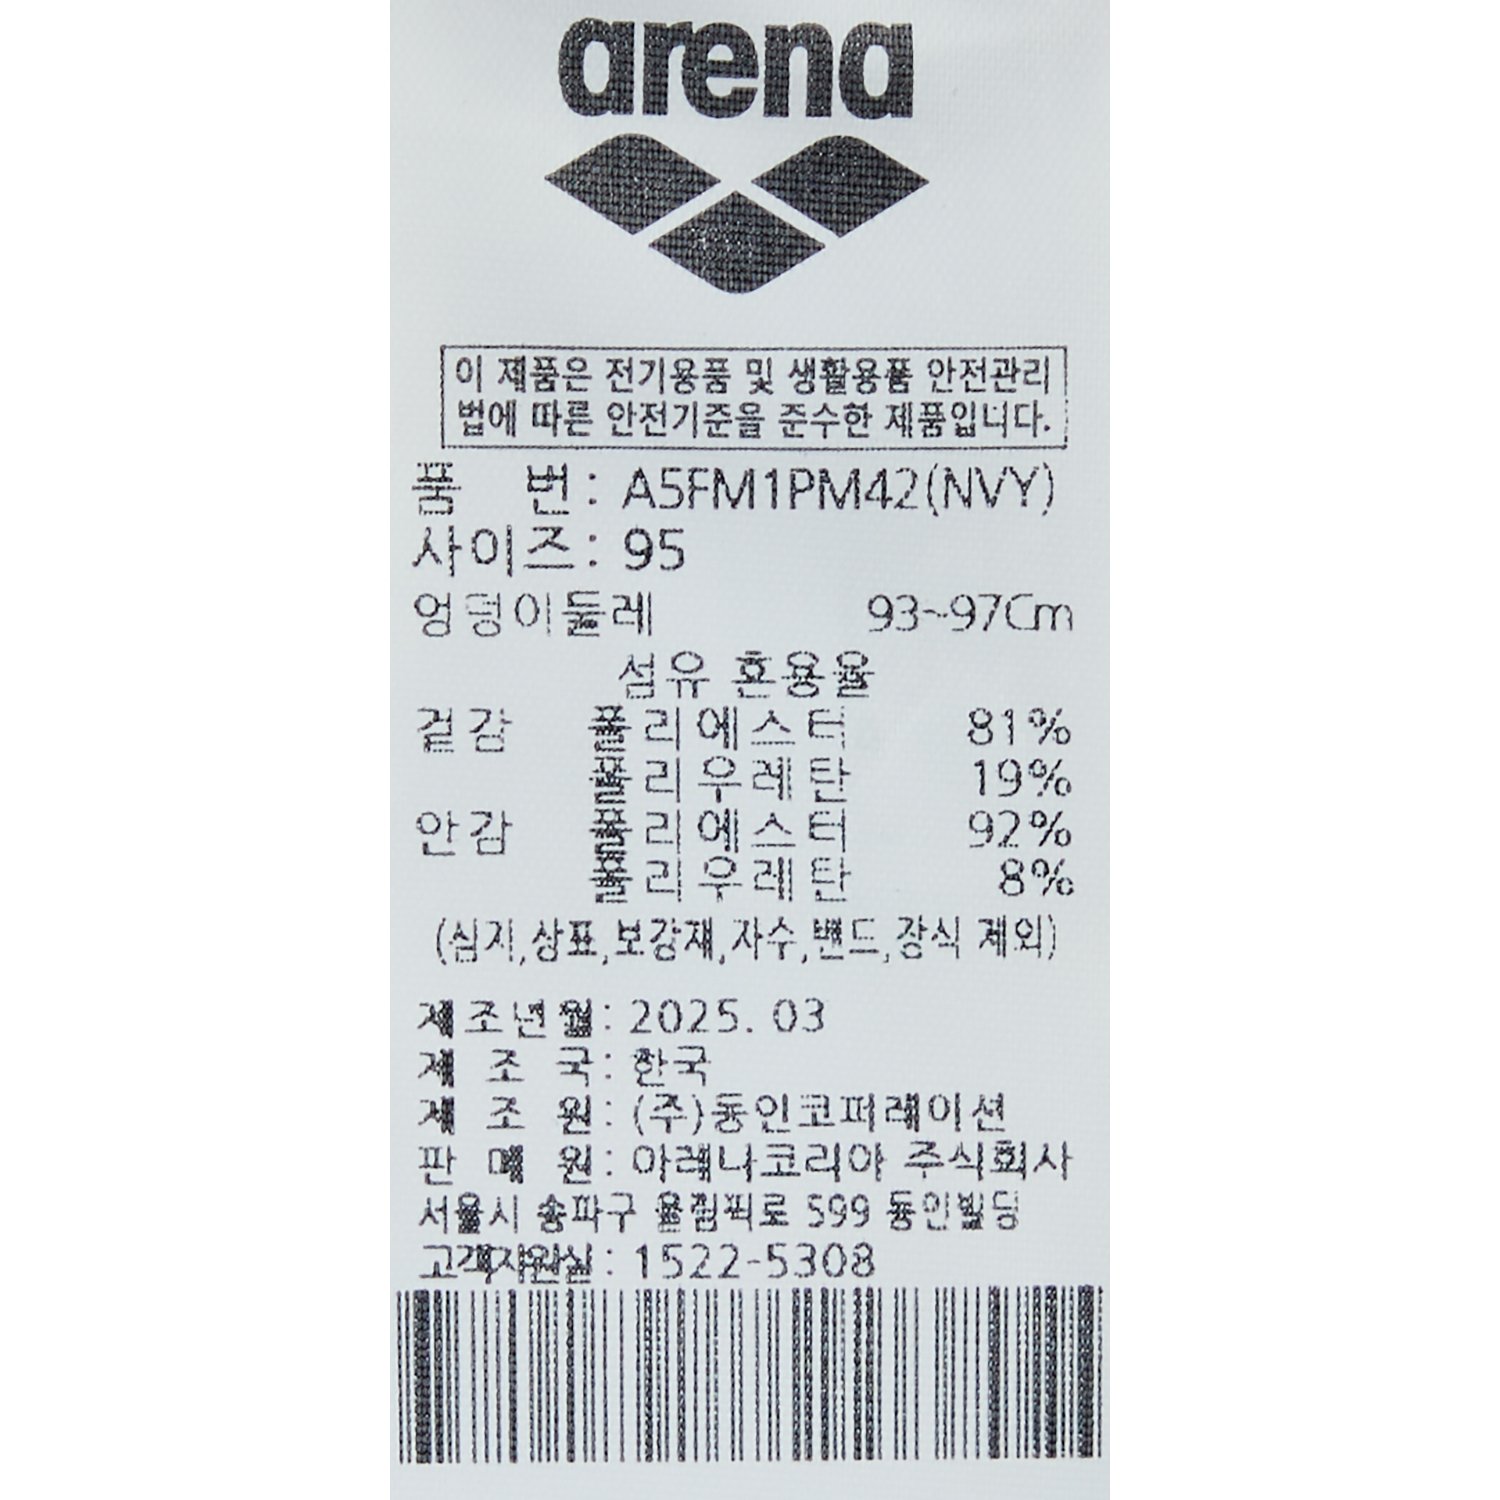 arena
이 제품은 전기용품 및 생활용품 안전관리
법에 따른 안전기준을 준수한 제품입니다.
품 번: A5FM1PM42(NVY)
사이즈: 95
엉덩이둘레 93~97Cm
섬유 혼용율
겉감 폴리에스터 81%
폴리우레탄 19%
안감 폴리에스터 92%
폴리우레탄 8%
(심지,상표,보강재,자수,밴드,장식 제외)
제조년월: 2025. 03
제 조 국: 한국
제 조 원: (주)동인코퍼레이션
판 매 원: 아레나코리아 주식회사
서울시 송파구 올림픽로 599 동인빌딩
고객지원실: 1522-5308